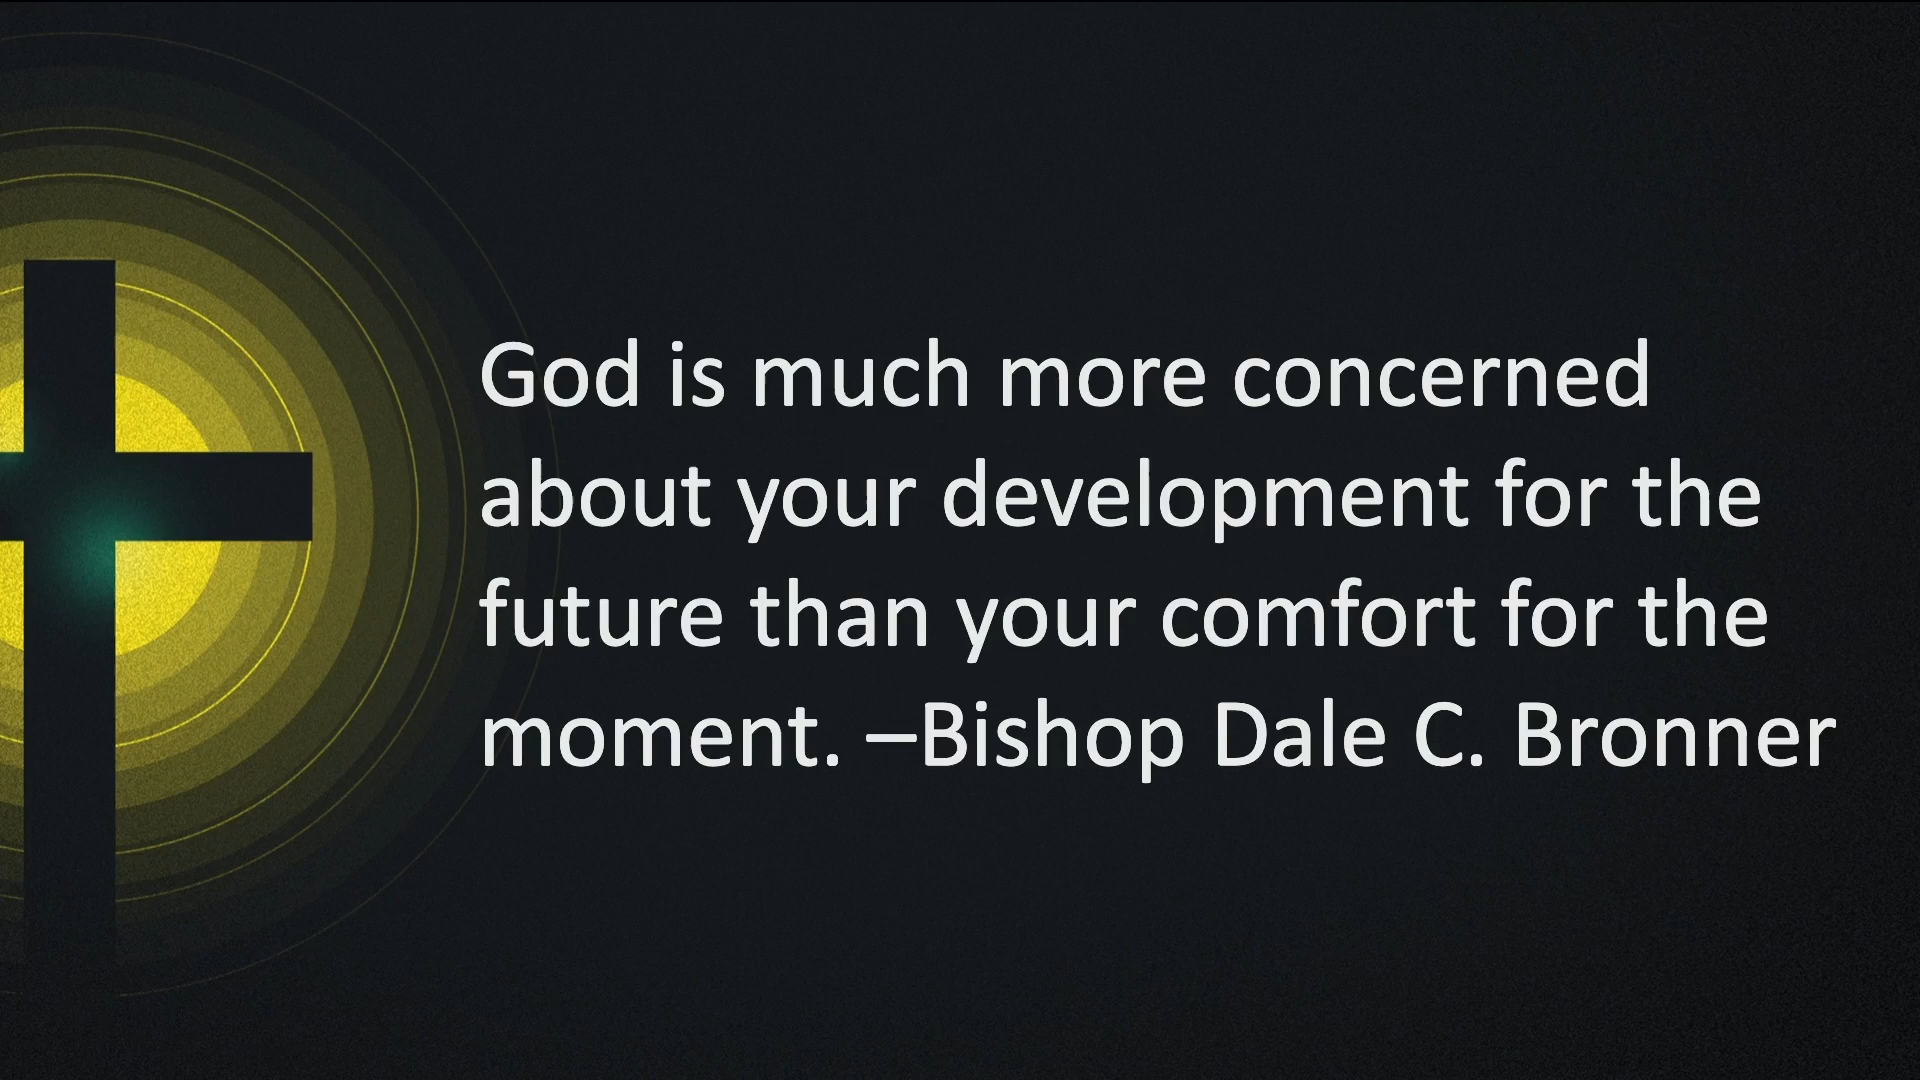 God is much more concerned
about your development for the
future than your comfort for the
moment. –Bishop Dale C. Bronner